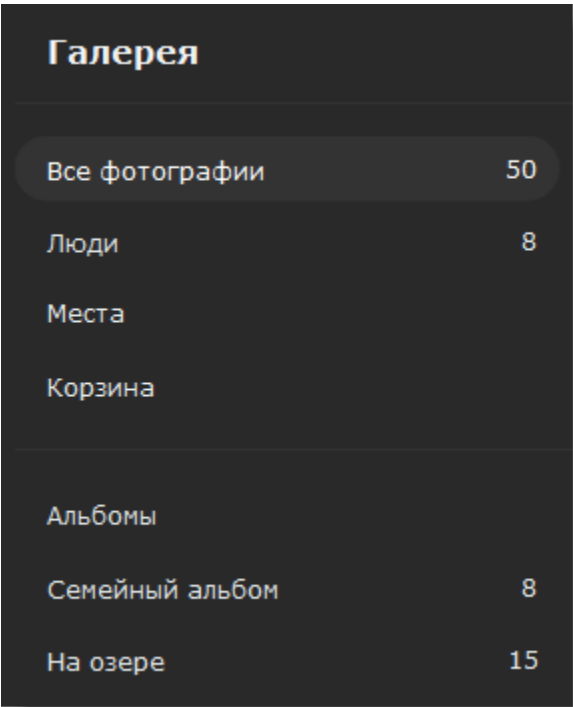 Галерея
Все фотографии 50
Люди 8
Места
Корзина
Альбомы
Семейный альбом 8
На озере 15